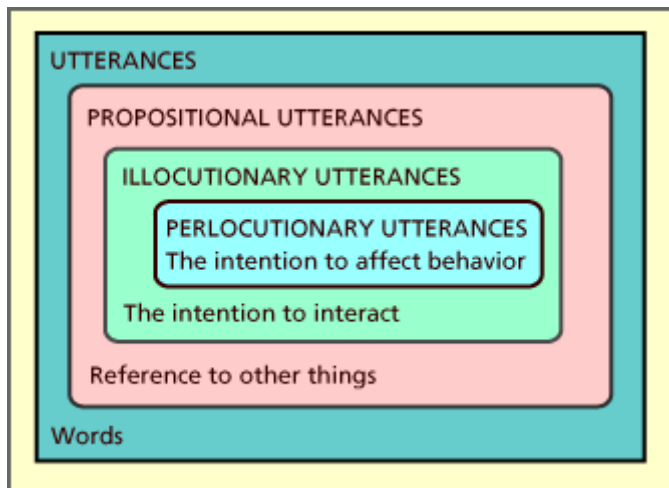 UTTERANCES
PROPOSITIONAL UTTERANCES
ILLOCUTIONARY UTTERANCES
PERLOCUTIONARY UTTERANCES
The intention to affect behavior
The intention to interact
Reference to other things
Words